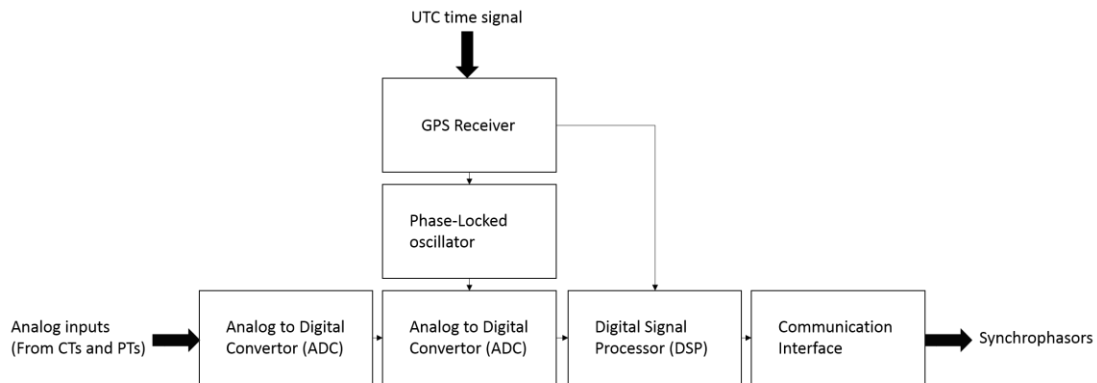 UTC time signal
GPS Receiver
Phase-Locked
oscillator
Analog inputs
(From CTs and PTs)
Analog to Digital
Convertor (ADC)
Analog to Digital
Convertor (ADC)
Digital Signal
Processor (DSP)
Communication
Interface
Synchrophasors